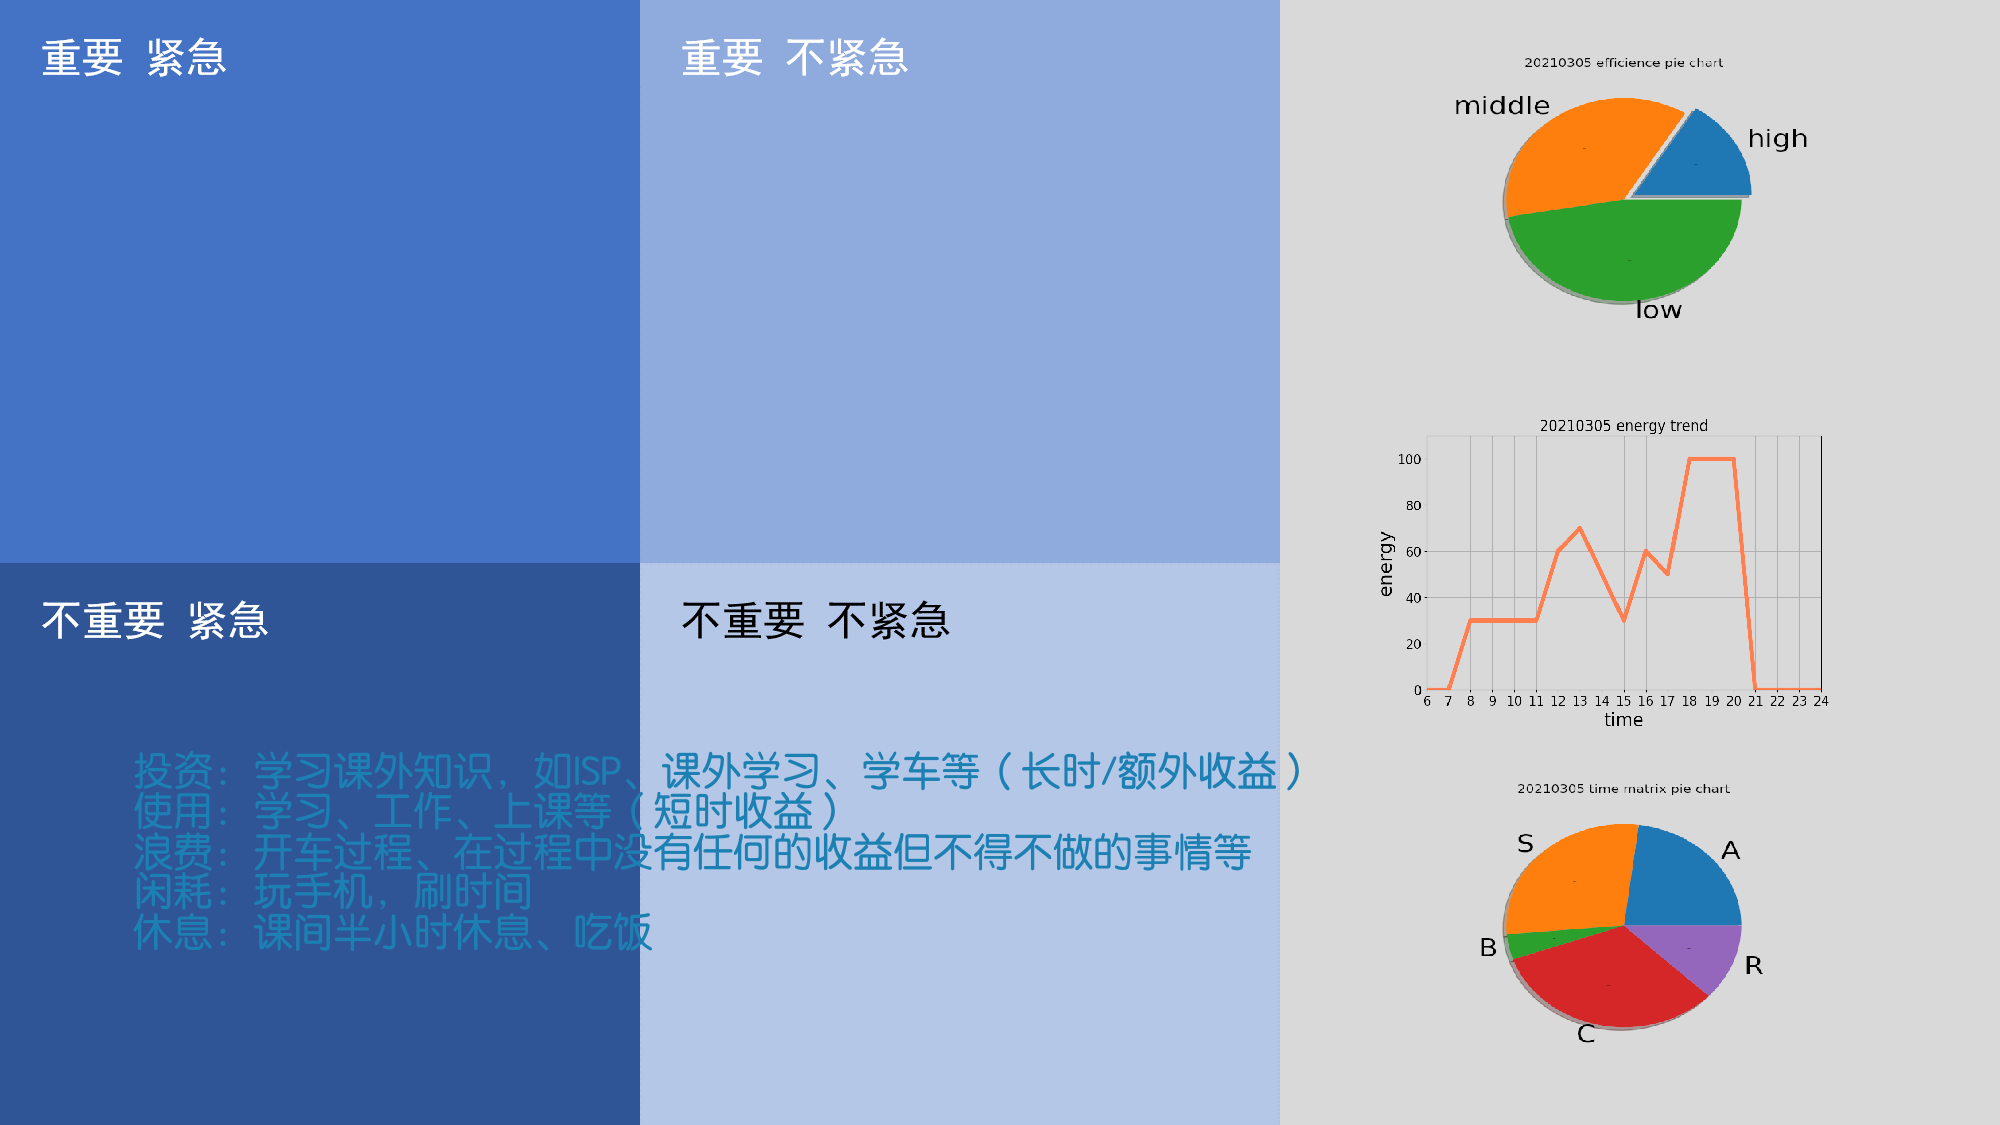 重要 紧急
重要 不紧急
不重要 紧急
不重要 不紧急
投资：学习课外知识，如ISP、课外学习、学车等（长时/额外收益）
使用：学习、工作、上课等（短时收益）
浪费：开车过程、在过程中没有任何的收益但不得不做的事情等
闲耗：玩手机，刷时间
休息：课间半小时休息、吃饭
20210305 efficience pie chart
middle
high
low
20210305 energy trend
100
80
60
40
20
0
energy
6 7 8 9 10 11 12 13 14 15 16 17 18 19 20 21 22 23 24
time
20210305 time matrix pie chart
S
A
B
R
C